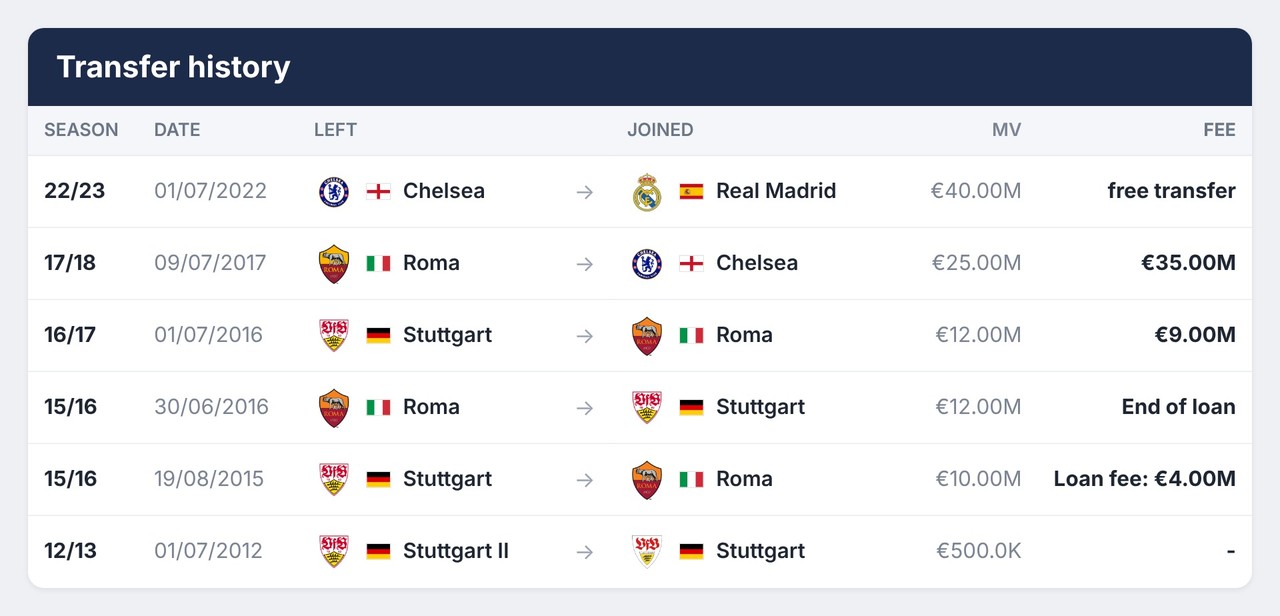 Transfer history
SEASON DATE LEFT JOINED MV FEE
22/23 01/07/2022 Chelsea → Real Madrid €40.00M free transfer
17/18 09/07/2017 Roma → Chelsea €25.00M €35.00M
16/17 01/07/2016 Stuttgart → Roma €12.00M €9.00M
15/16 30/06/2016 Roma → Stuttgart €12.00M End of loan
15/16 19/08/2015 Stuttgart → Roma €10.00M Loan fee: €4.00M
12/13 01/07/2012 Stuttgart II → Stuttgart €500.0K -